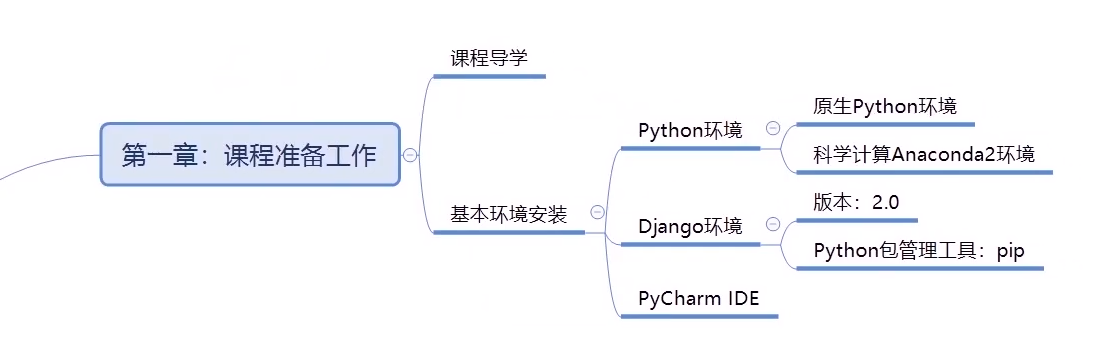 第一章：课程准备工作
课程导学
基本环境安装
Python环境
原生Python环境
科学计算Anaconda2环境
Django环境
版本：2.0
Python包管理工具：pip
PyCharm IDE